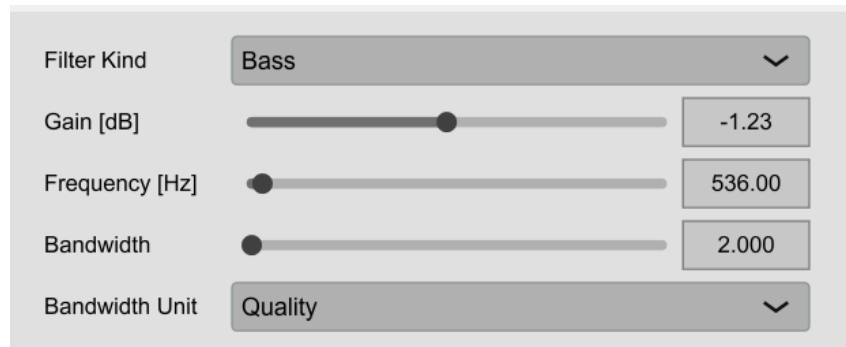 Filter Kind Bass
Gain [dB] -1.23
Frequency [Hz] 536.00
Bandwidth 2.000
Bandwidth Unit Quality